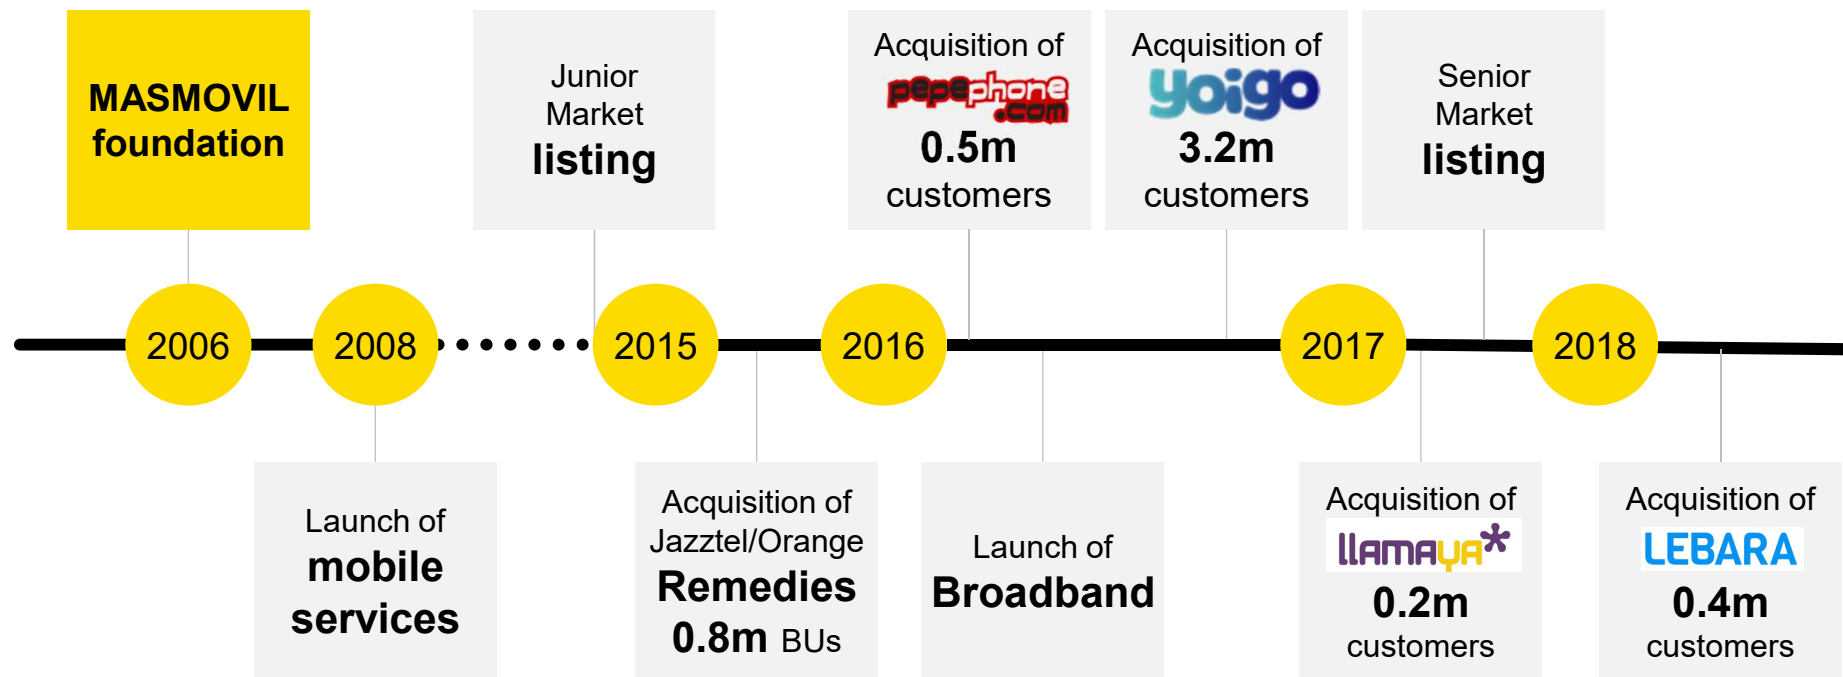 MASMOVIL
foundation
Junior
Market
listing
Acquisition of
pepephone
.com
0.5m
customers
Acquisition of
yoigo
3.2m
customers
Senior
Market
listing
2006
2008
2015
2016
2017
2018
Launch of
mobile
services
Acquisition of
Jazztel/Orange
Remedies
0.8m BUs
Launch of
Broadband
Acquisition of
llamaya*
0.2m
customers
Acquisition of
LEBARA
0.4m
customers